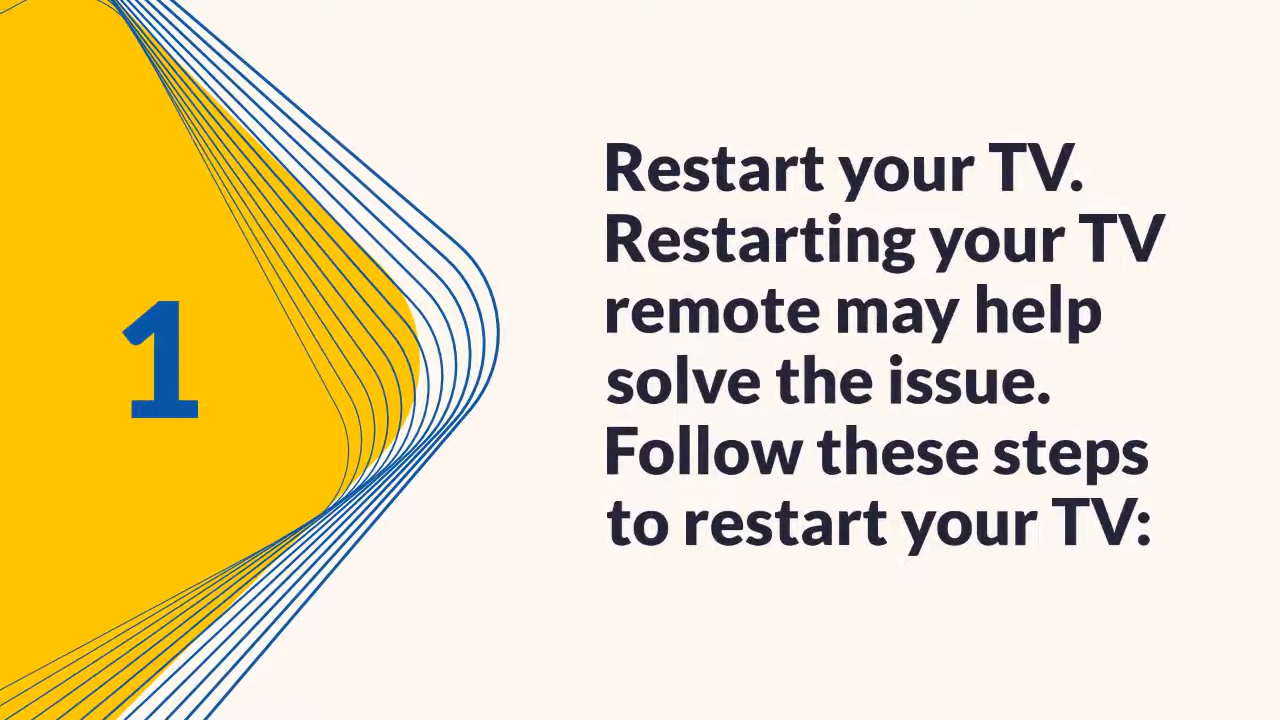 1
Restart your TV.
Restarting your TV
remote may help
solve the issue.
Follow these steps
to restart your TV: